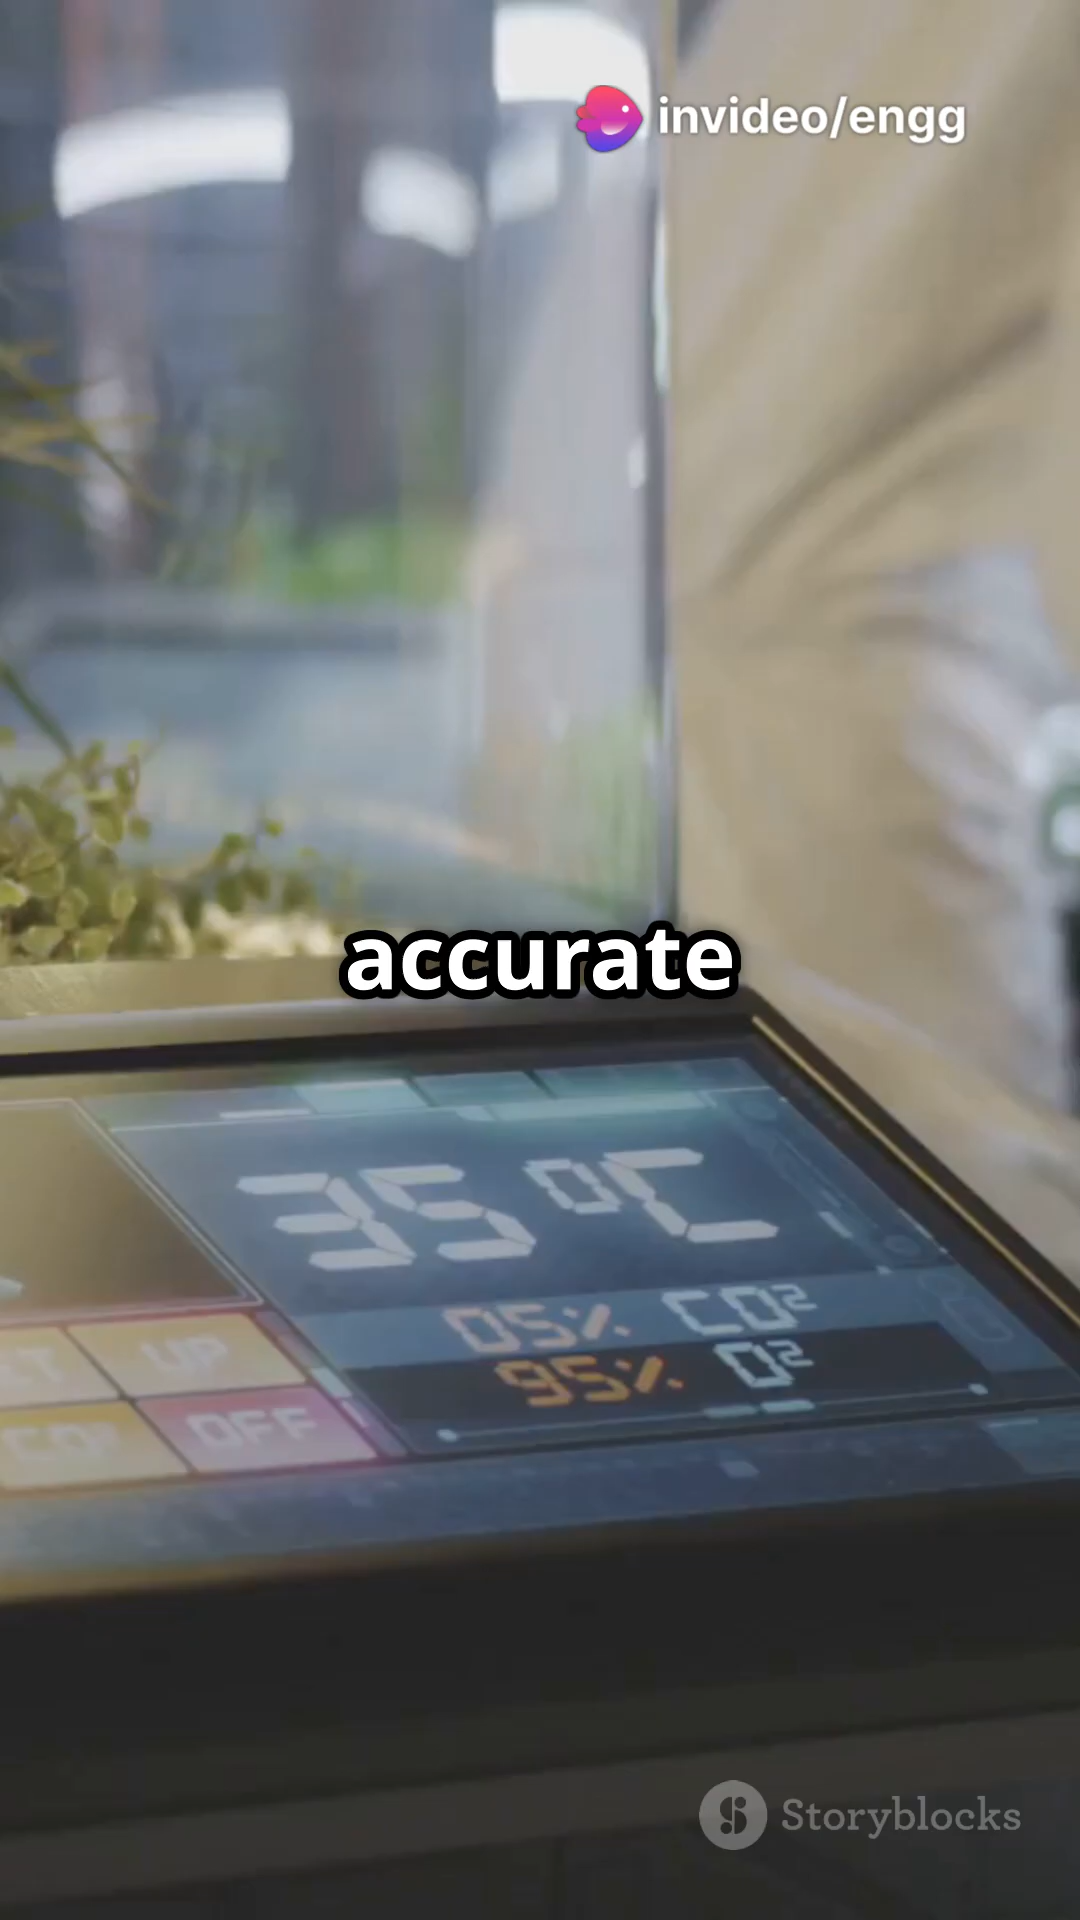 invideo/engg
accurate
35°C
05% CO²
95% O²
UP
OFF
Storyblocks